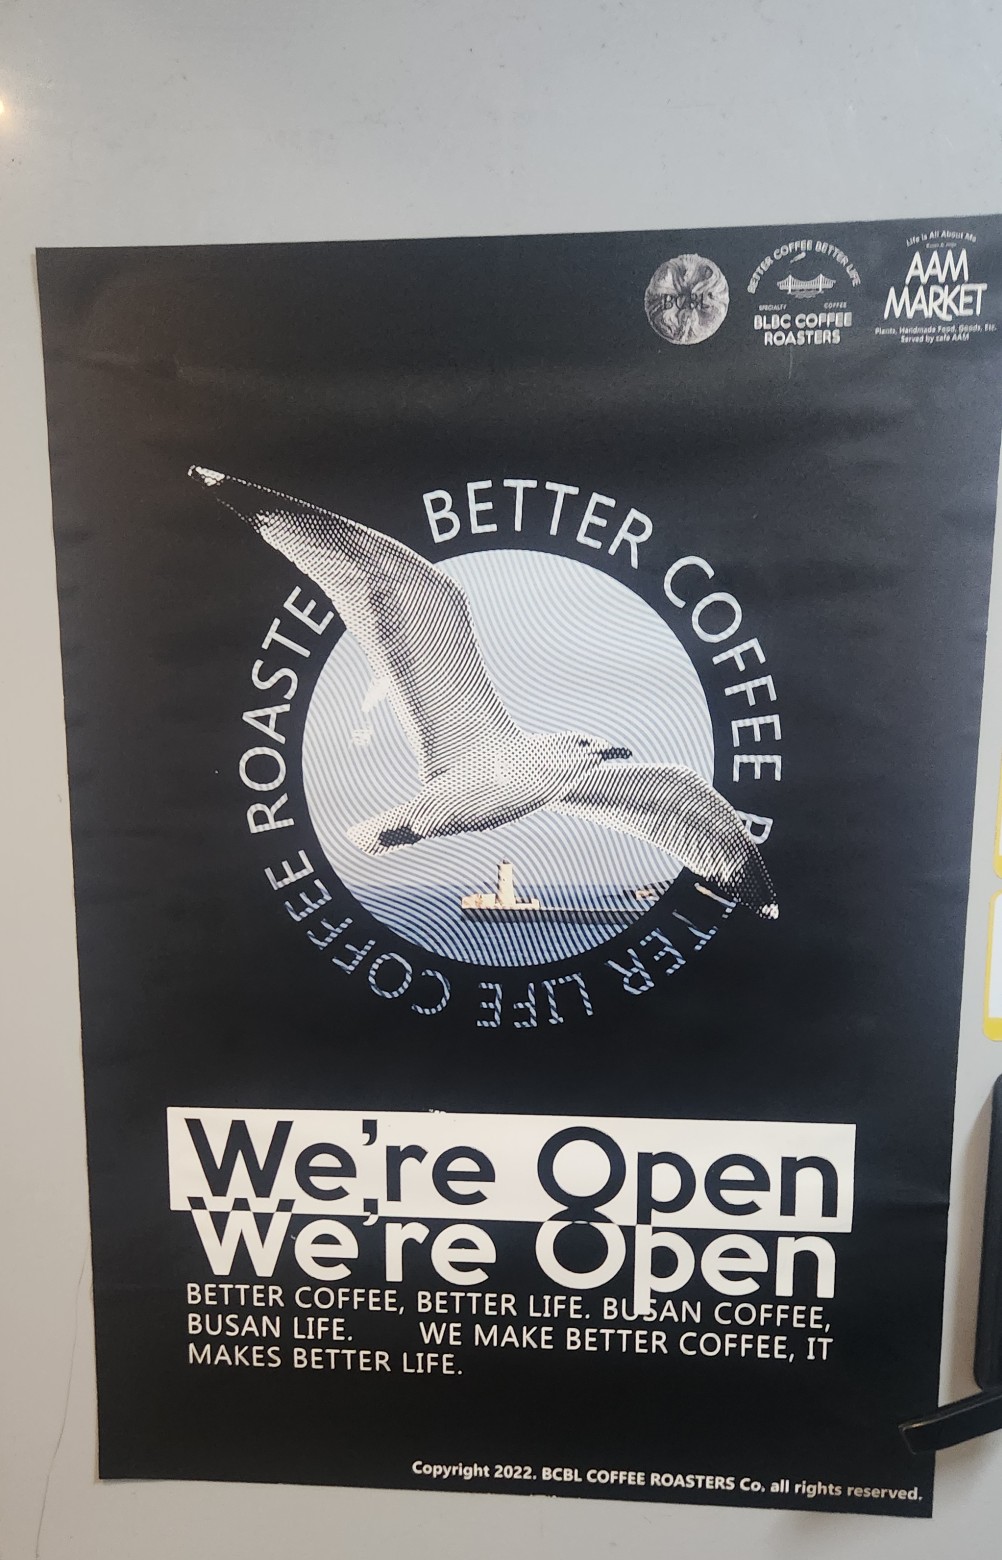 BCBL
BETTER COFFEE BETTER LIFE
SPECIALTY COFFEE
BLBC COFFEE
ROASTERS
Life is All About Me
AAM
MARKET
Plants, Handmade Food, Goods, Etc.
Served by cafe AAM
BETTER COFFEE B TTER LIFE COFFEE ROASTE
We're Open
We're Open
BETTER COFFEE, BETTER LIFE. BUSAN COFFEE,
BUSAN LIFE. WE MAKE BETTER COFFEE, IT
MAKES BETTER LIFE.
Copyright 2022. BCBL COFFEE ROASTERS Co. all rights reserved.